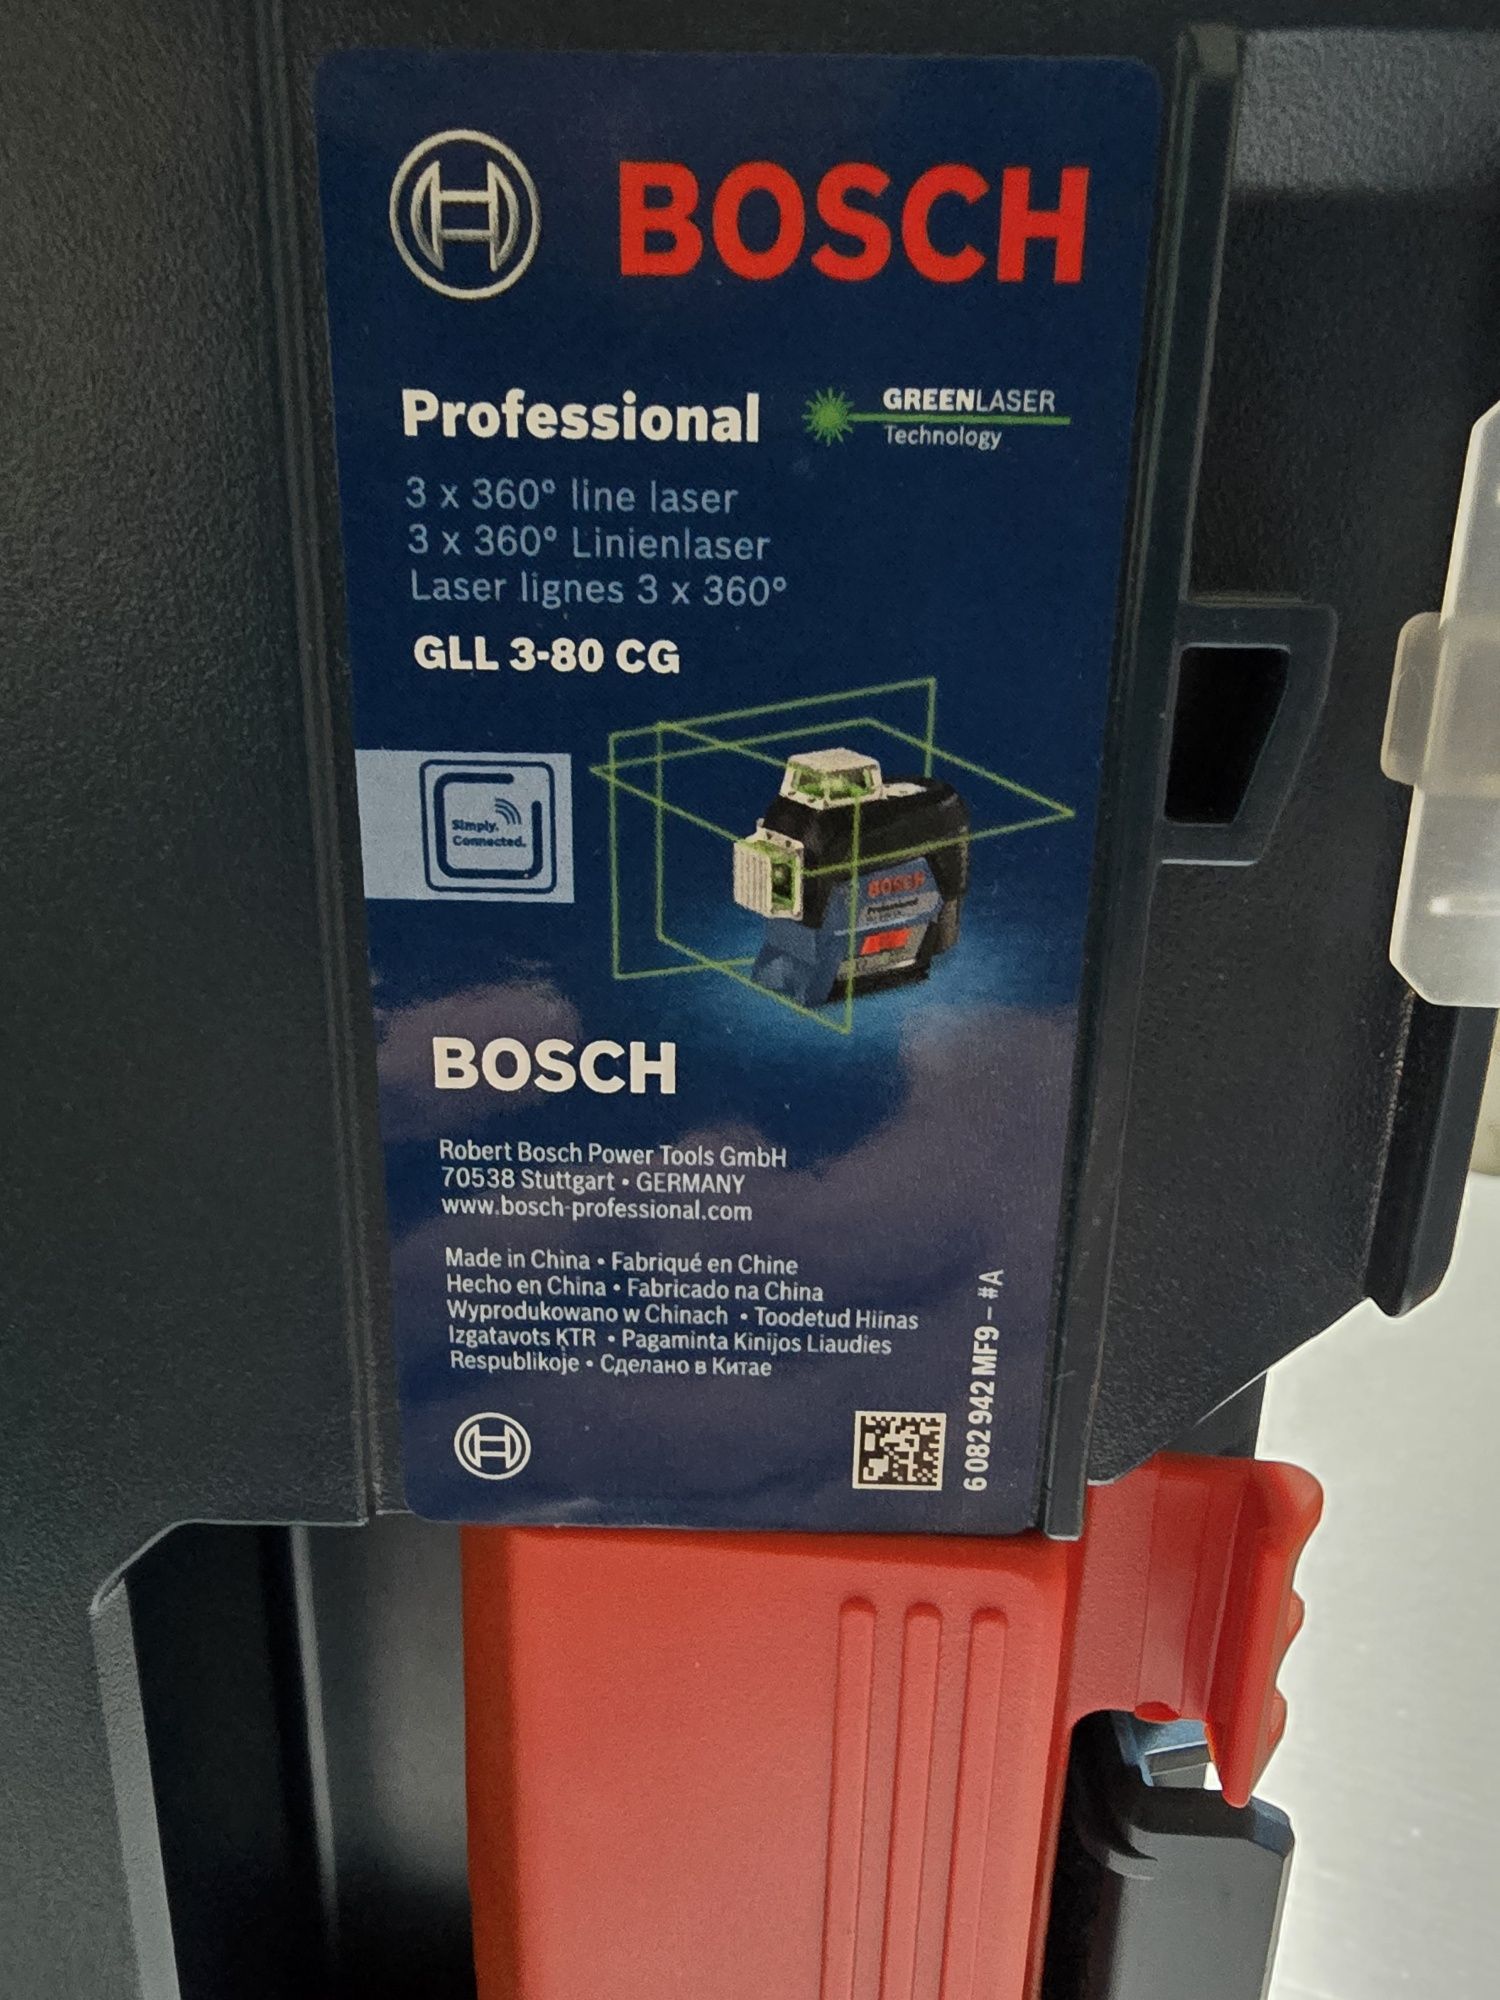 BOSCH
Professional
GREENLASER
Technology
3 x 360° line laser
3 x 360° Linienlaser
Laser lignes 3 x 360°
GLL 3-80 CG
Simply.
Connected.
BOSCH
Professional
BOSCH
Robert Bosch Power Tools GmbH
70538 Stuttgart • GERMANY
www.bosch-professional.com
Made in China • Fabriqué en Chine
Hecho en China • Fabricado na China
Wyprodukowano w Chinach • Toodetud Hiinas
Izgatavots ĶTR • Pagaminta Kinijos Liaudies
Respublikoje • Сделано в Китае
6 082 942 MF9 – #A